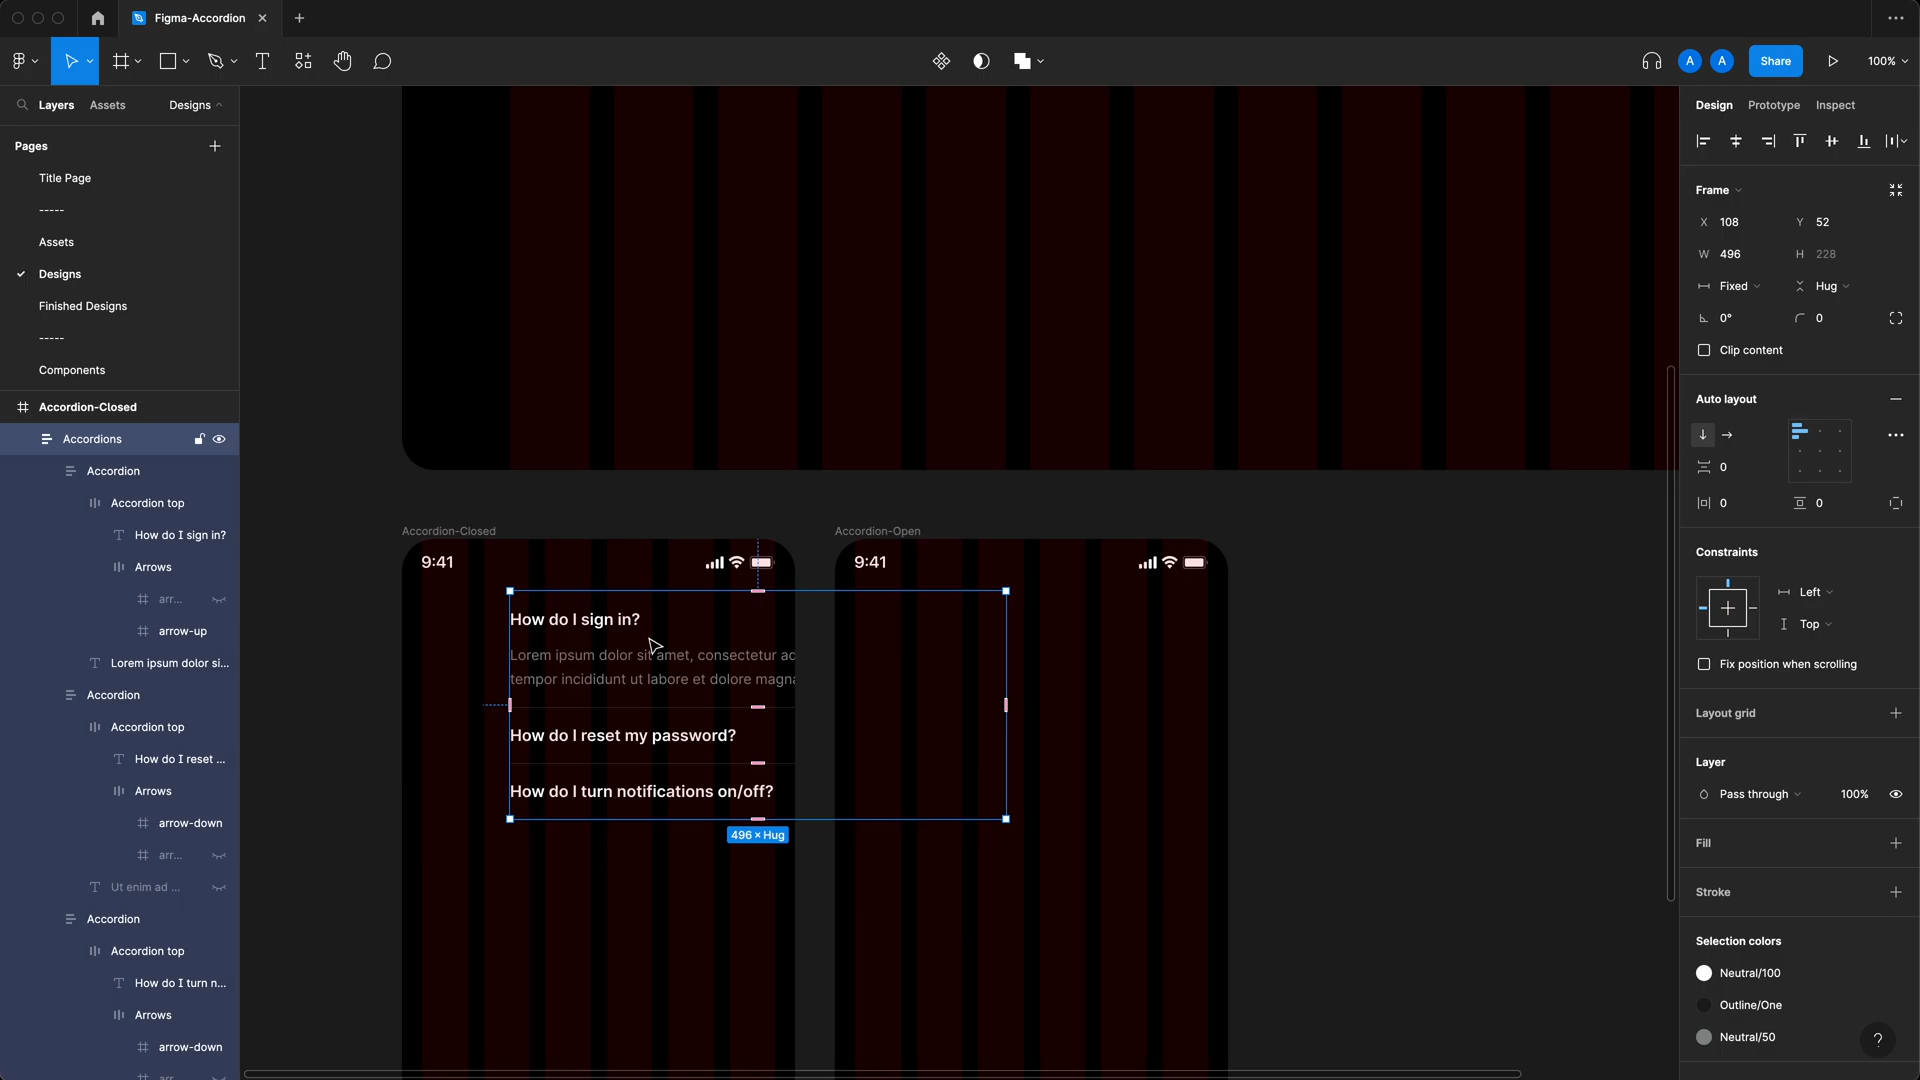 Figma-Accordion
Share
A
A
100%
Layers
Assets
Designs
Pages
Title Page
-----
Assets
Designs
Finished Designs
-----
Components
Accordion-Closed
Accordions
Accordion
Accordion top
How do I sign in?
Arrows
arr...
arrow-up
Lorem ipsum dolor si...
Accordion
Accordion top
How do I reset ...
Arrows
arrow-down
arr...
Ut enim ad ...
Accordion
Accordion top
How do I turn n...
Arrows
arrow-down
arr...
Accordion-Closed
9:41
How do I sign in?
Lorem ipsum dolor sit amet, consectetur ad
tempor incididunt ut labore et dolore magna
How do I reset my password?
How do I turn notifications on/off?
496 × Hug
Accordion-Open
9:41
Design
Prototype
Inspect
Frame
X 108
Y 52
W 496
H 228
Fixed
Hug
0°
0
Clip content
Auto layout
0
0
0
Constraints
Left
Top
Fix position when scrolling
Layout grid
Layer
Pass through
100%
Fill
Stroke
Selection colors
Neutral/100
Outline/One
Neutral/50
?